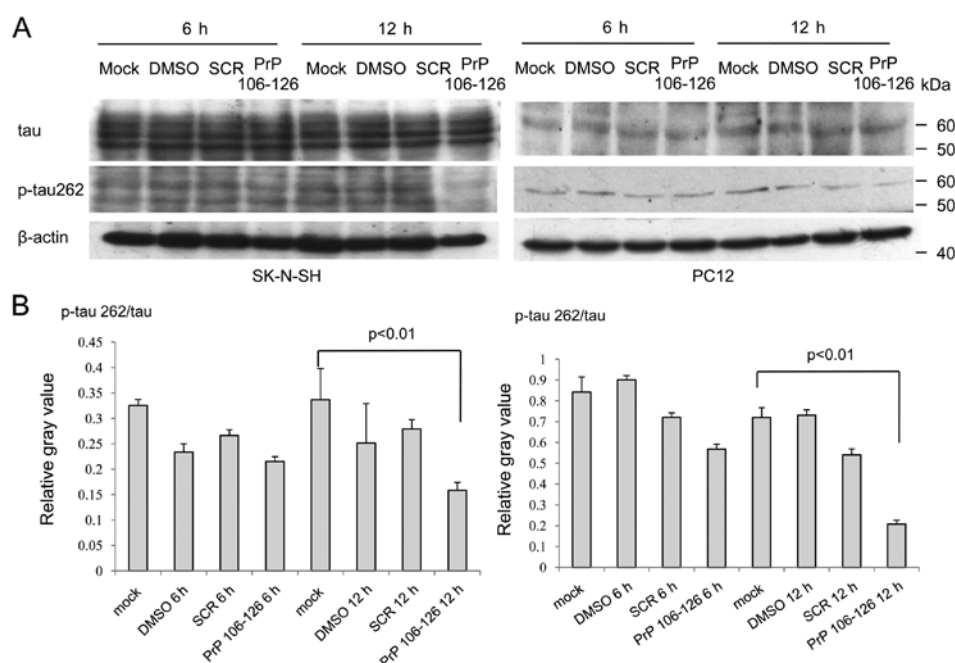 A
6 h 12 h 6 h 12 h
Mock DMSO SCR PrP 106-126 Mock DMSO SCR PrP 106-126 Mock DMSO SCR PrP 106-126 Mock DMSO SCR PrP 106-126 kDa
tau
60
50
p-tau262
60
50
β-actin
40
SK-N-SH PC12
B
p-tau 262/tau
Relative gray value
0.45
0.4
0.35
0.3
0.25
0.2
0.15
0.1
0.05
0
p<0.01
mock
DMSO 6 h
SCR 6 h
PrP 106-126 6 h
mock
DMSO 12 h
SCR 12 h
PrP 106-126 12 h
p-tau 262/tau
Relative gray value
1
0.9
0.8
0.7
0.6
0.5
0.4
0.3
0.2
0.1
0
p<0.01
mock
DMSO 6 h
SCR 6 h
PrP 106-126 6 h
mock
DMSO 12 h
SCR 12 h
PrP 106-126 12 h